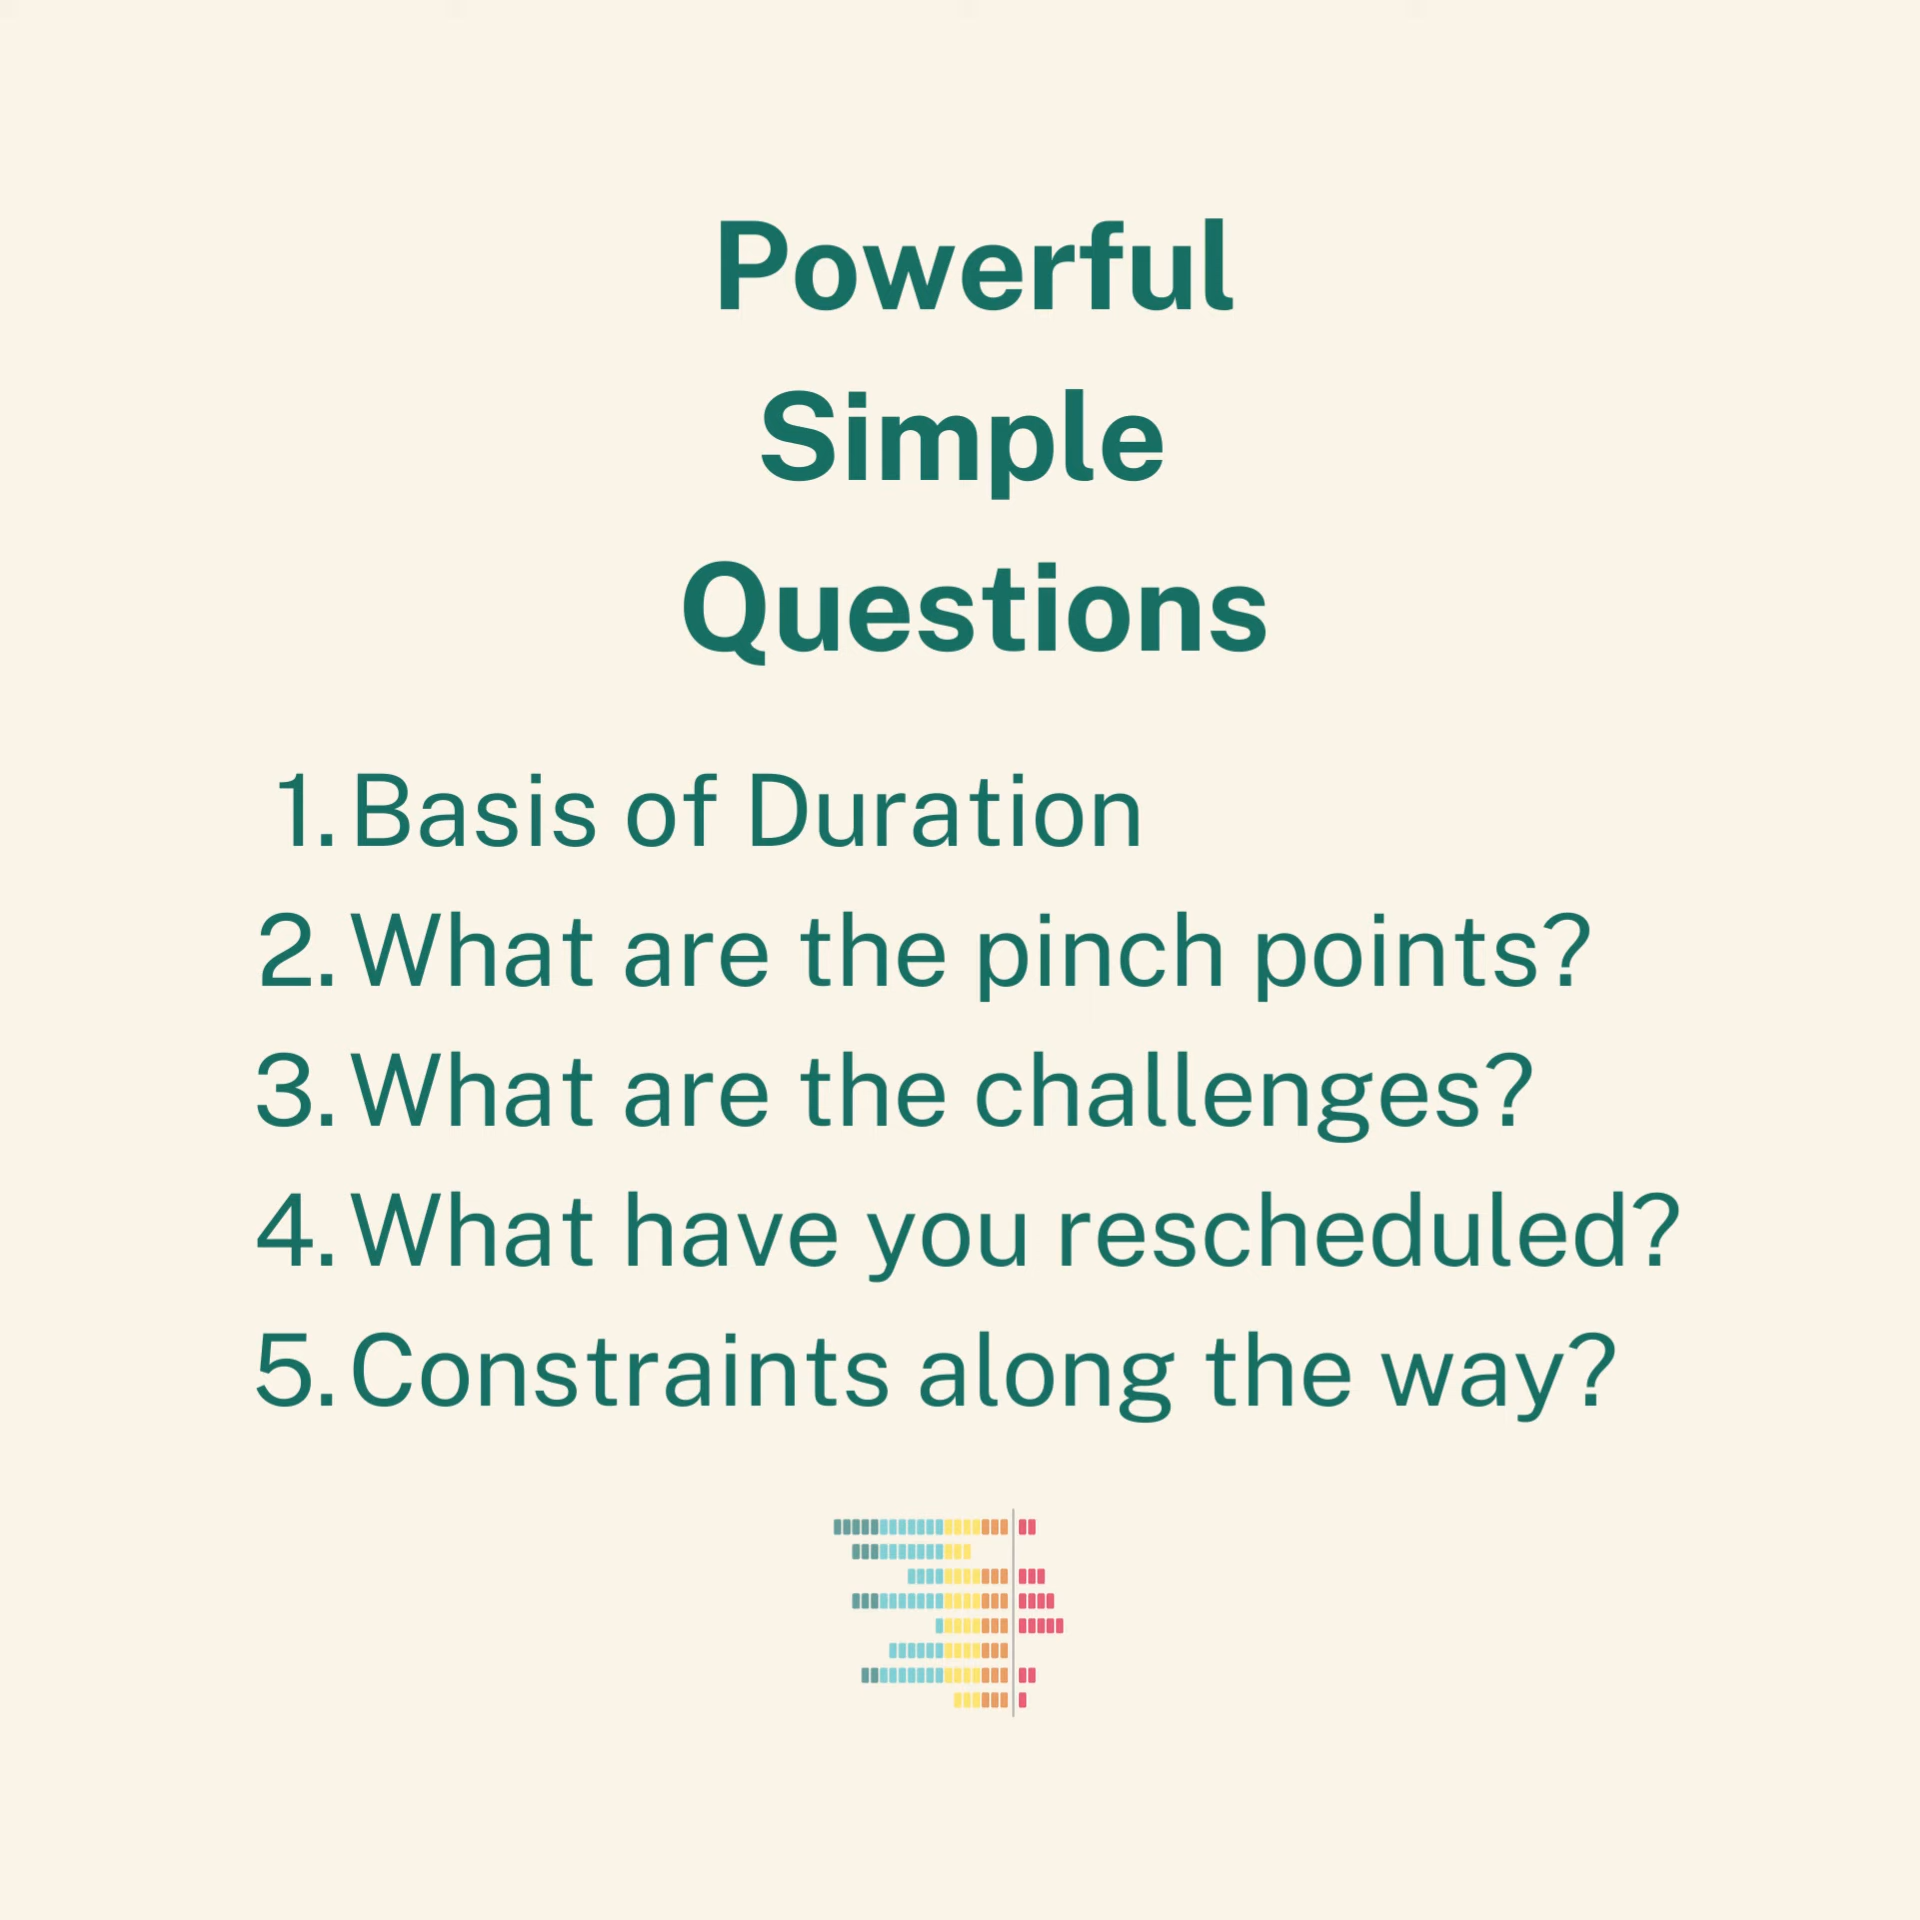 Powerful
Simple
Questions
1. Basis of Duration
2. What are the pinch points?
3. What are the challenges?
4. What have you rescheduled?
5. Constraints along the way?